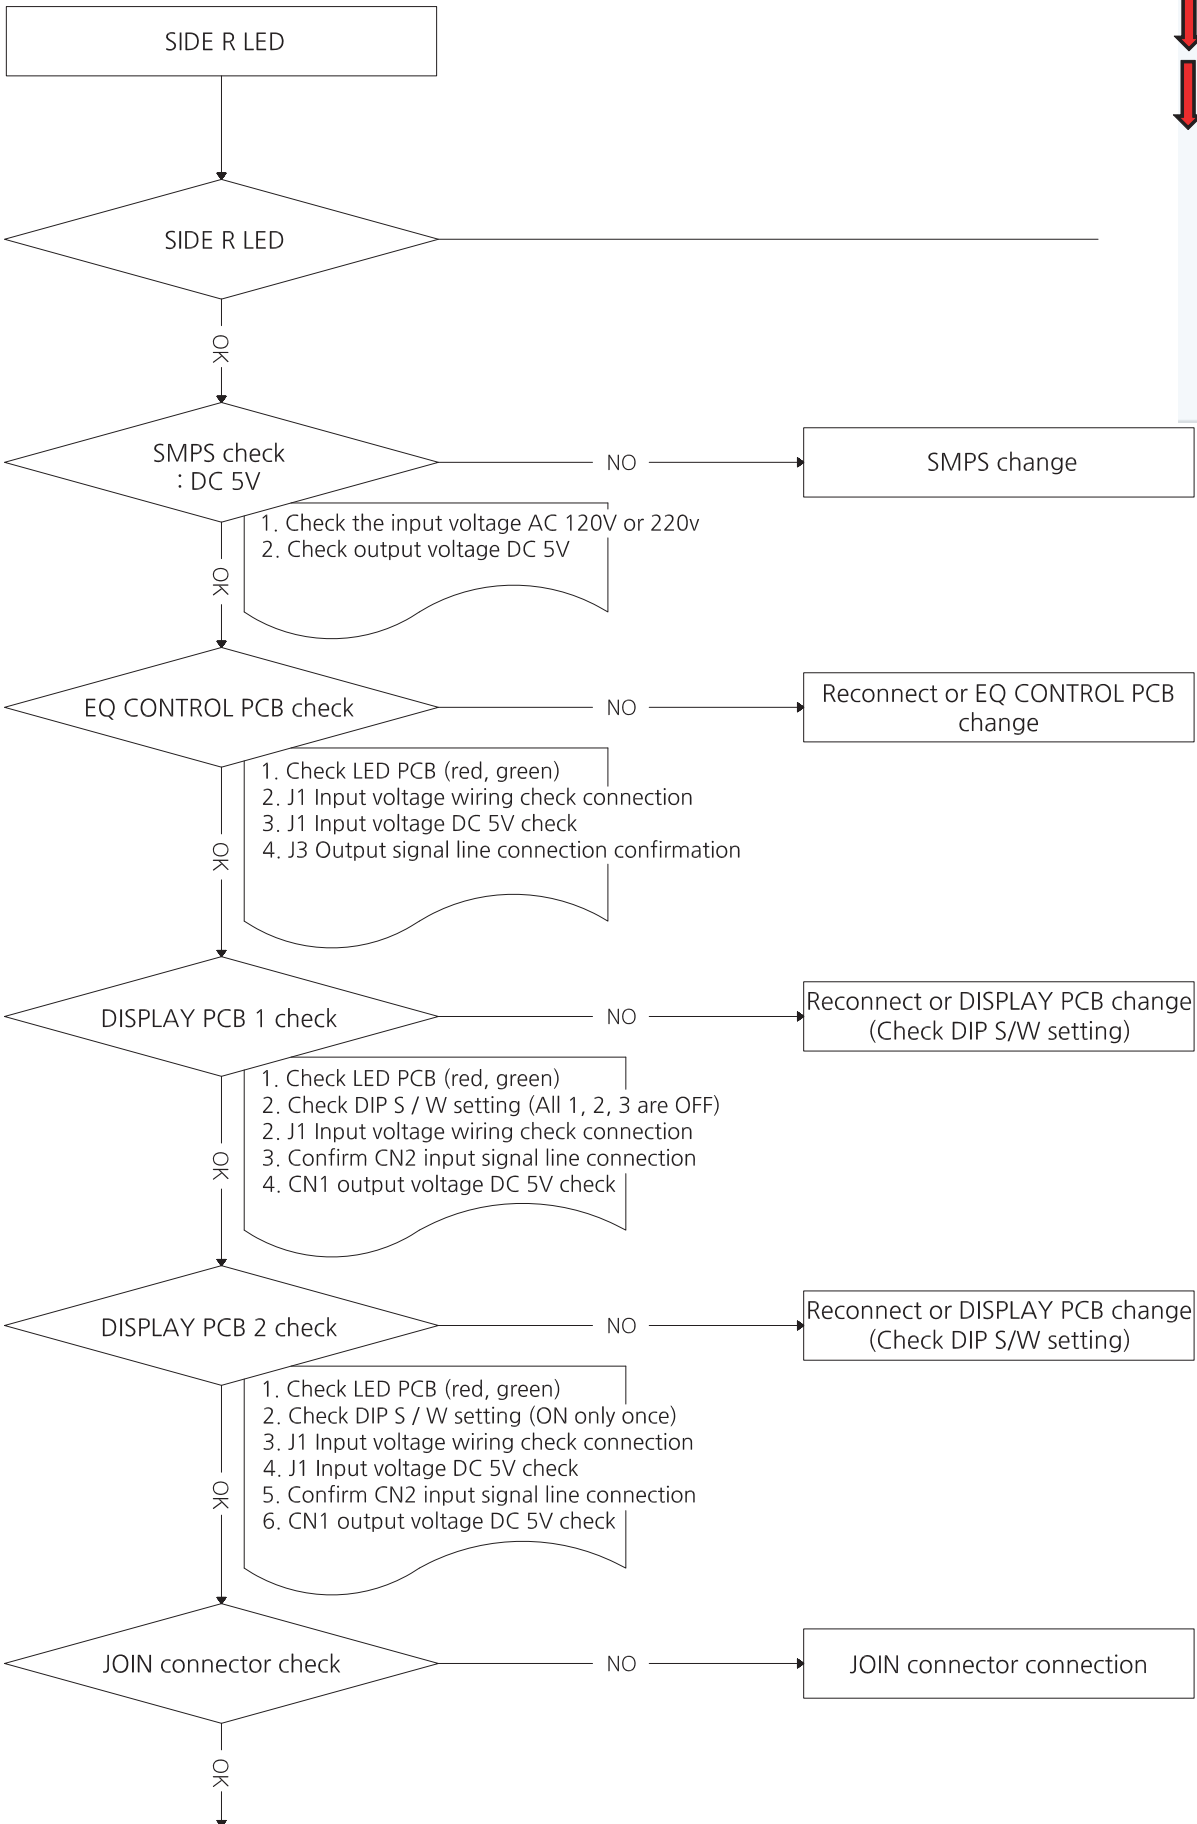 SIDE R LED
SIDE R LED
OK
SMPS check
: DC 5V
NO
SMPS change
1. Check the input voltage AC 120V or 220v
2. Check output voltage DC 5V
OK
EQ CONTROL PCB check
NO
Reconnect or EQ CONTROL PCB
change
1. Check LED PCB (red, green)
2. J1 Input voltage wiring check connection
3. J1 Input voltage DC 5V check
4. J3 Output signal line connection confirmation
OK
DISPLAY PCB 1 check
NO
Reconnect or DISPLAY PCB change
(Check DIP S/W setting)
1. Check LED PCB (red, green)
2. Check DIP S / W setting (All 1, 2, 3 are OFF)
2. J1 Input voltage wiring check connection
3. Confirm CN2 input signal line connection
4. CN1 output voltage DC 5V check
OK
DISPLAY PCB 2 check
NO
Reconnect or DISPLAY PCB change
(Check DIP S/W setting)
1. Check LED PCB (red, green)
2. Check DIP S / W setting (ON only once)
3. J1 Input voltage wiring check connection
4. J1 Input voltage DC 5V check
5. Confirm CN2 input signal line connection
6. CN1 output voltage DC 5V check
OK
JOIN connector check
NO
JOIN connector connection
OK